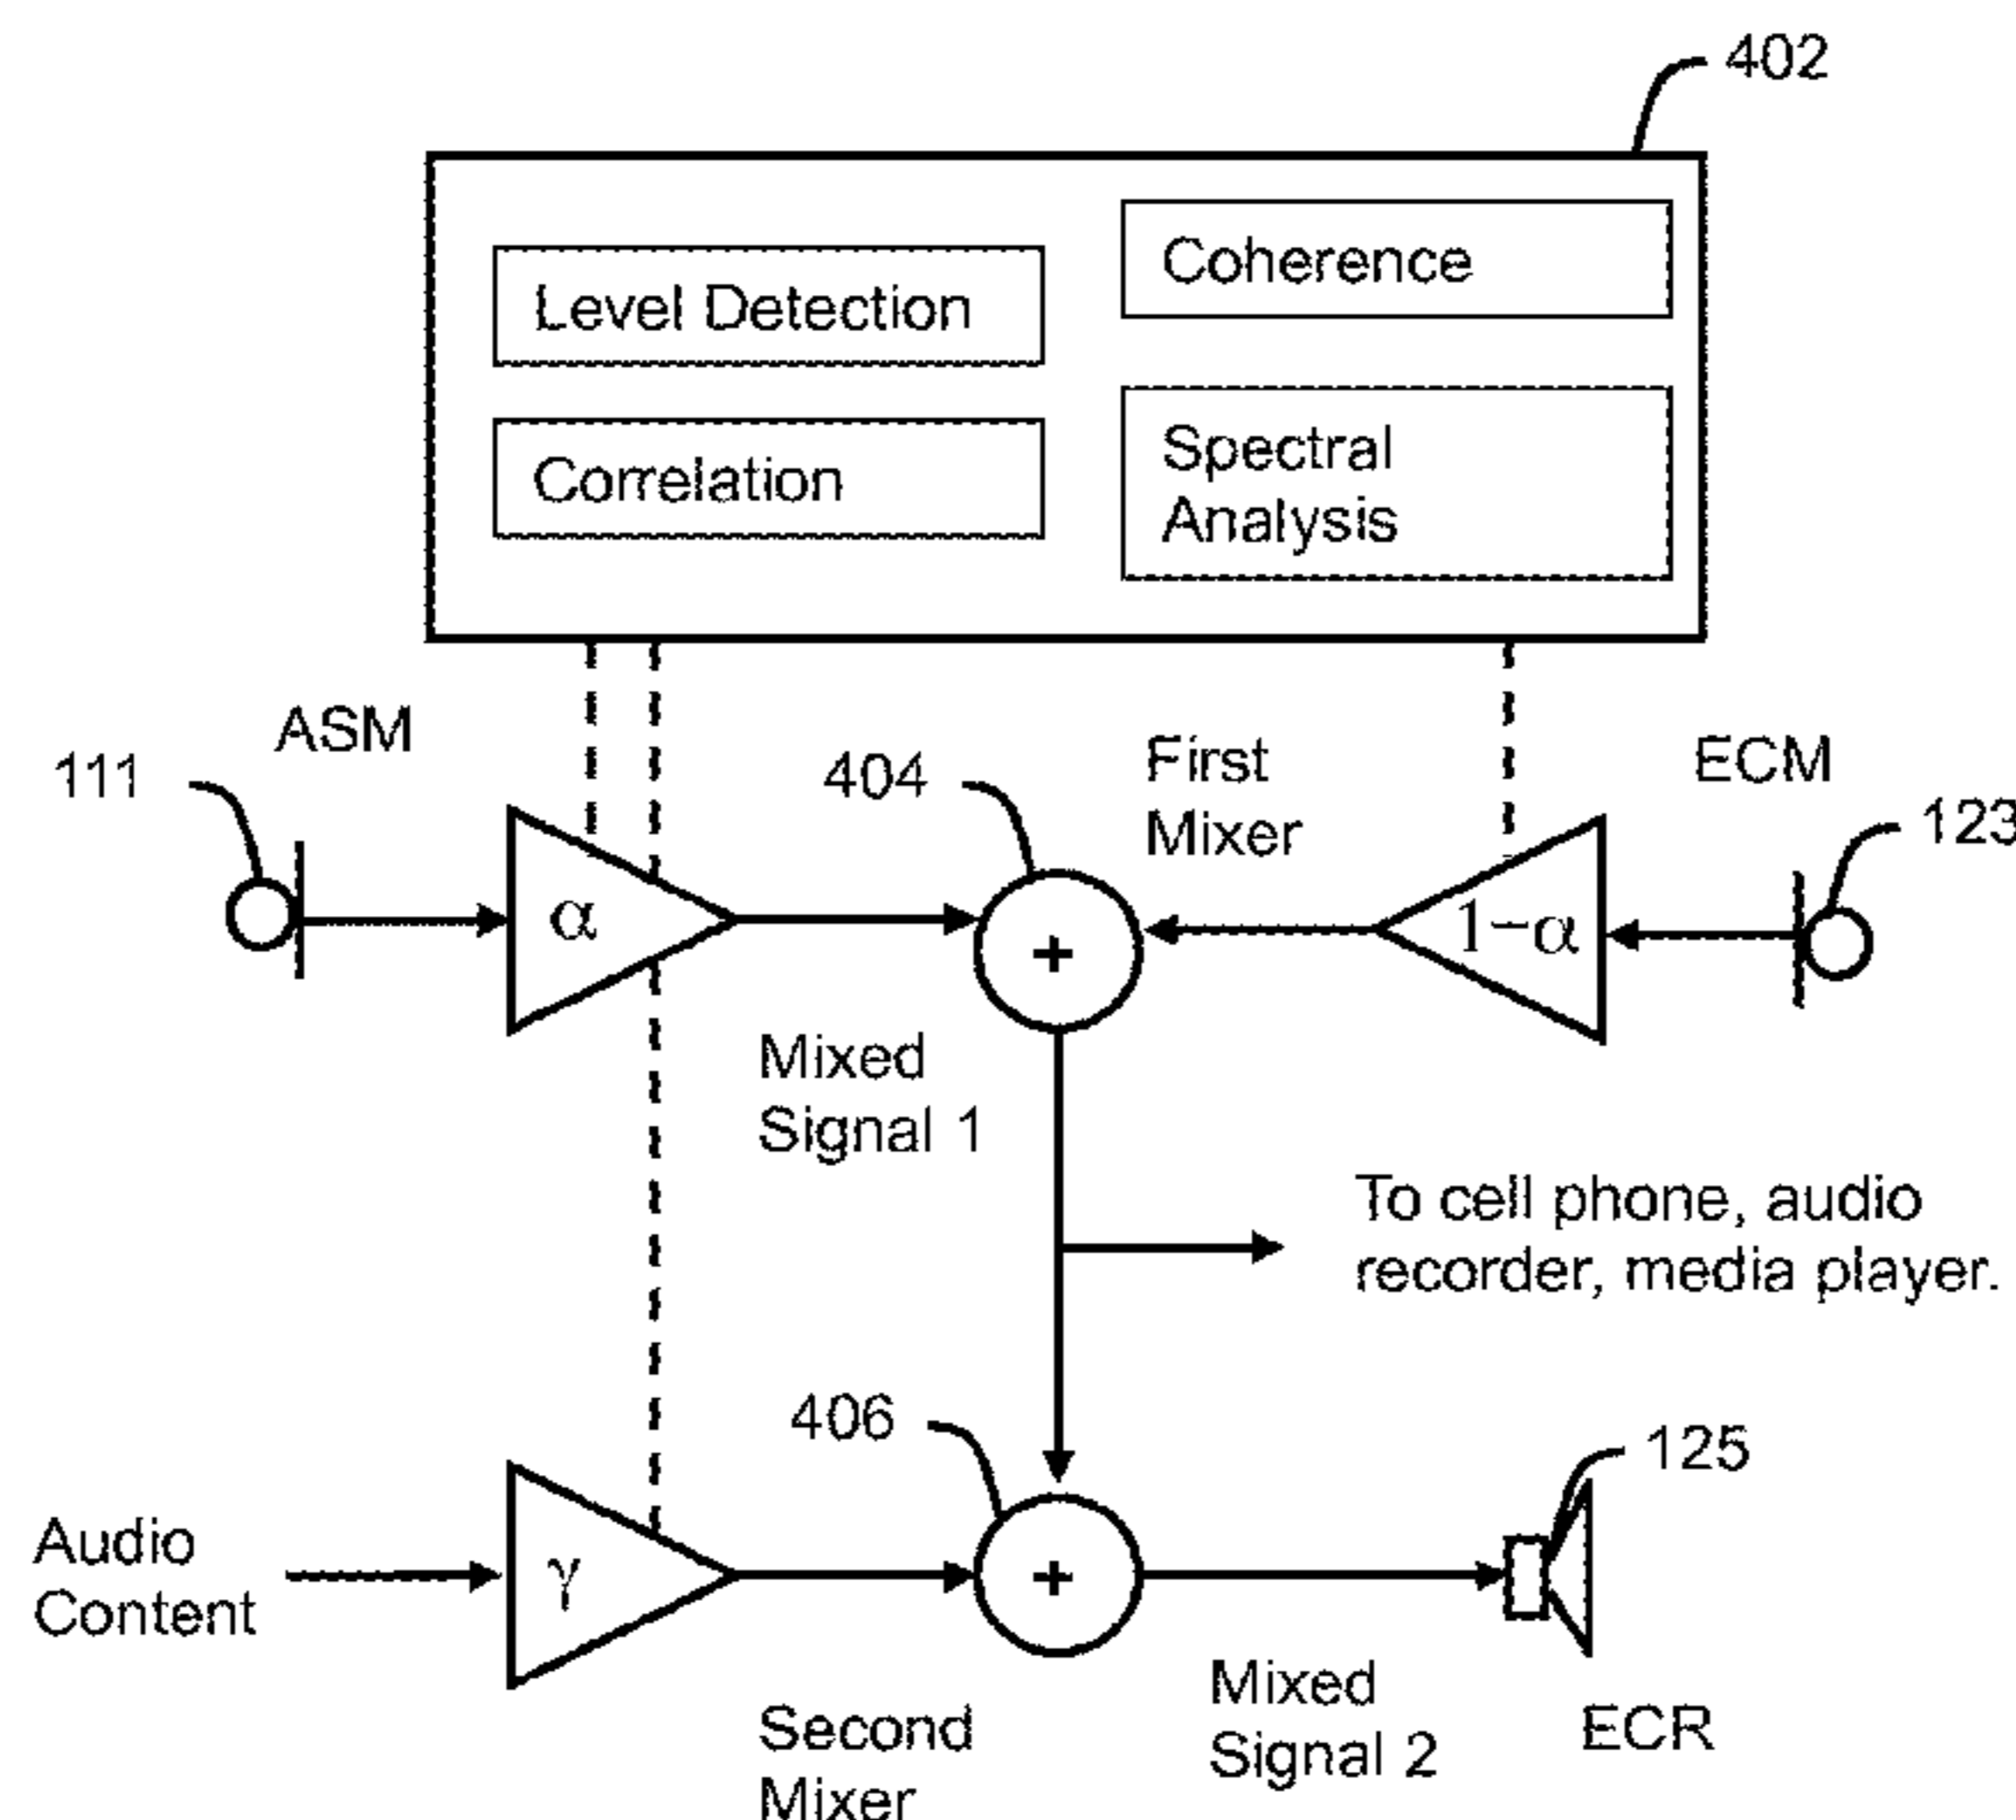 402
Coherence
Level Detection
Spectral
Analysis
Correlation
ASM
111
404
First
Mixer
ECM
123
α
+
1−α
Mixed
Signal 1
To cell phone, audio
recorder, media player.
406
125
Audio
Content
γ
+
Mixed
Signal 2
ECR
Second
Mixer